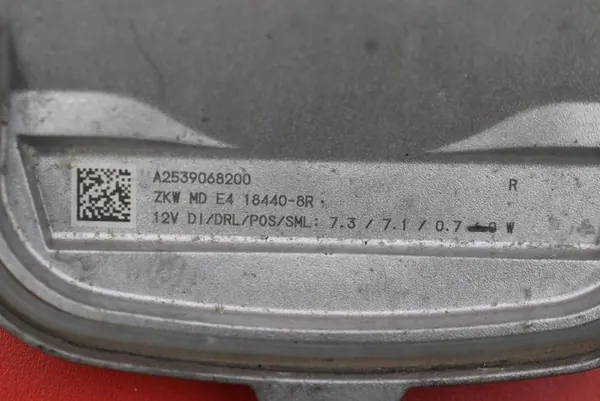 A2539068200 R
ZKW MD E4 18440-8R
12V DI/DRL/POS/SML: 7.3 / 7.1 / 0.7 W